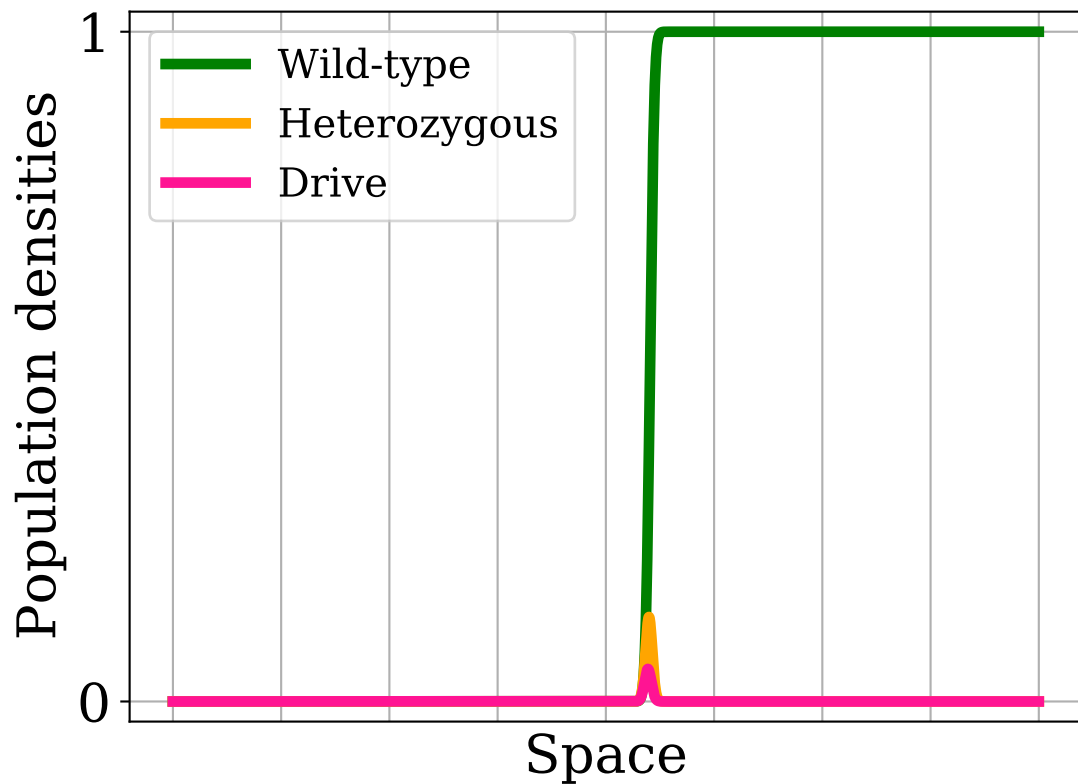 1
Wild-type
Heterozygous
Drive
Population densities
0
Space